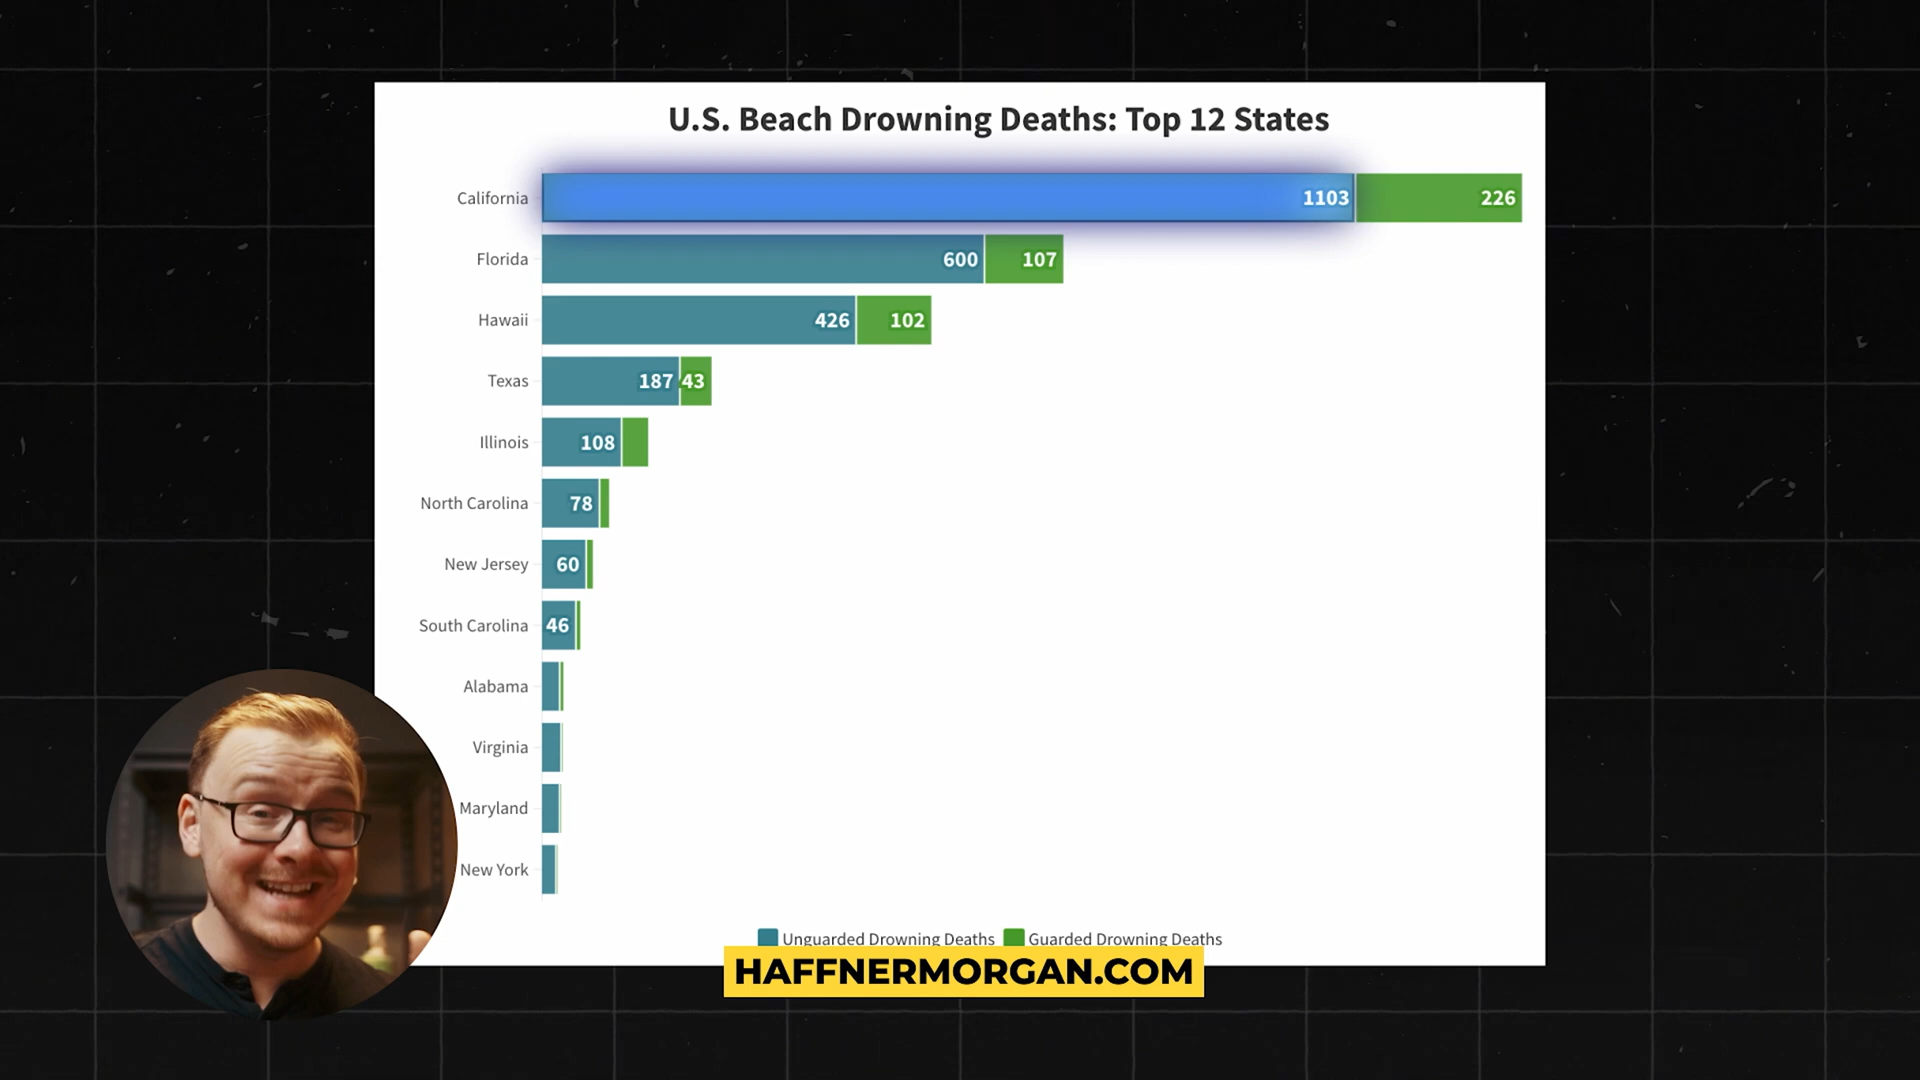 U.S. Beach Drowning Deaths: Top 12 States
California 1103 226
Florida 600 107
Hawaii 426 102
Texas 187 43
Illinois 108
North Carolina 78
New Jersey 60
South Carolina 46
Alabama
Virginia
Maryland
New York
Unguarded Drowning Deaths Guarded Drowning Deaths
HAFFNERMORGAN.COM